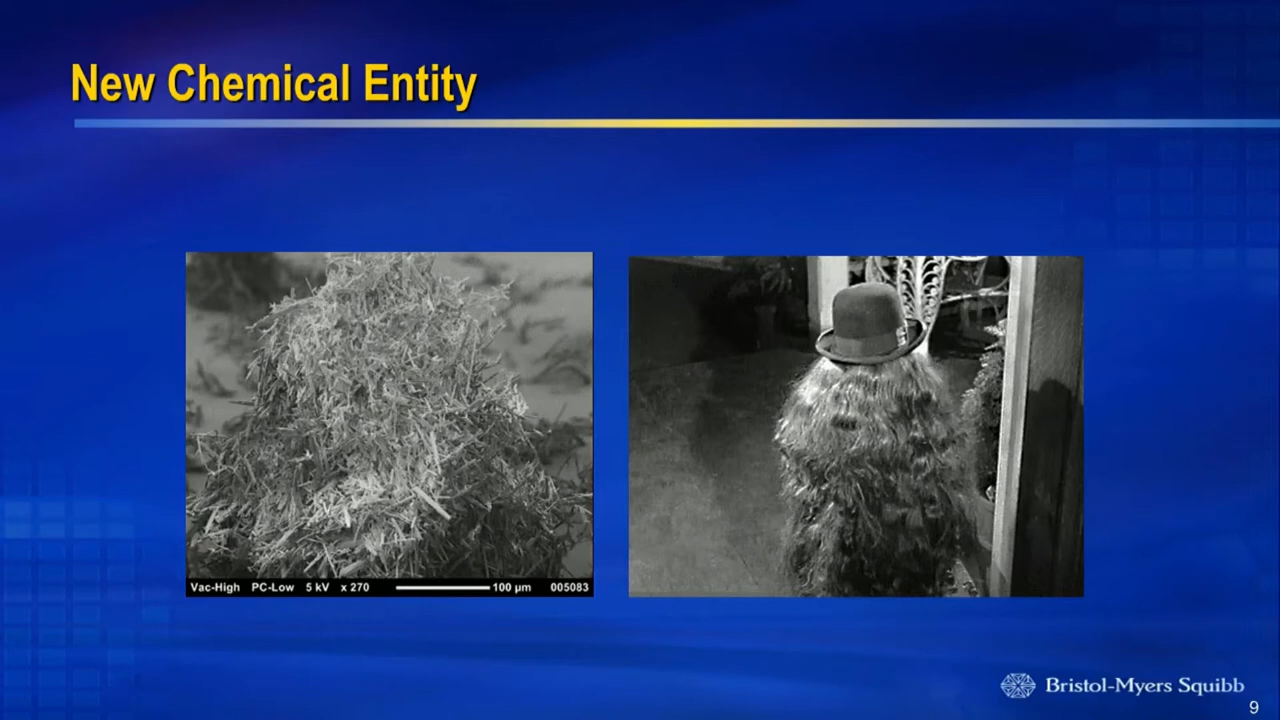 New Chemical Entity
Vac-High PC-Low 5 kV x 270 100 µm 005083
Bristol-Myers Squibb
9